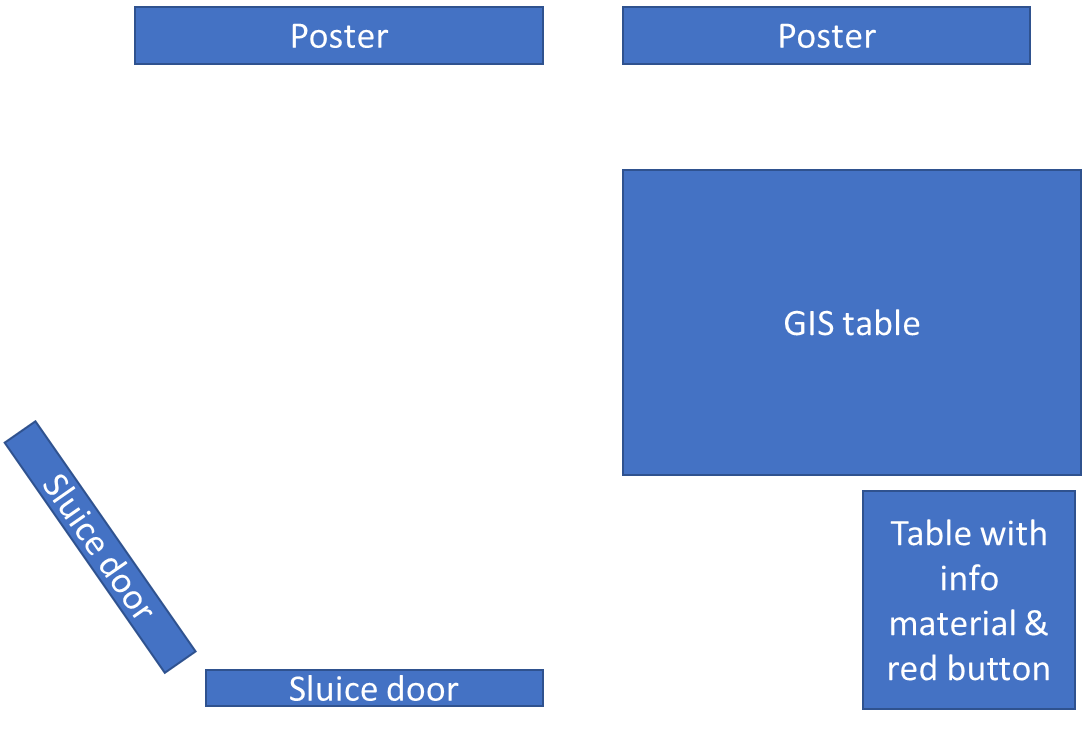 Poster
Poster
GIS table
Sluice door
Table with
info
material &
red button
Sluice door